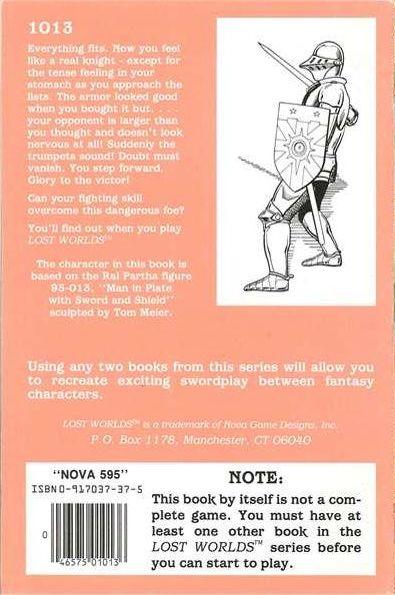 1013
Everything fits. Now you feel
like a real knight - except for
the tense feeling in your
stomach as you approach the
lists. The armor looked good
when you bought it but. . . .
your opponent is larger than
you thought and doesn't look
nervous at all! Suddenly the
trumpets sound! Doubt must
vanish. You step forward.
Glory to the victor!
Can your fighting skill
overcome this dangerous foe?
You'll find out when you play
LOST WORLDS™
The character in this book is
based on the Ral Partha figure
95-013, "Man in Plate
with Sword and Shield"
sculpted by Tom Meier.
Using any two books from this series will allow you
to recreate exciting swordplay between fantasy
characters.
LOST WORLDS™ is a trademark of Nova Game Designs, Inc.
P.O. Box 1178, Manchester, CT 06040
"NOVA 595"
ISBN 0-917037-37-5
0 46575 01013
NOTE:
This book by itself is not a com-
plete game. You must have at
least one other book in the
LOST WORLDS™ series before
you can start to play.